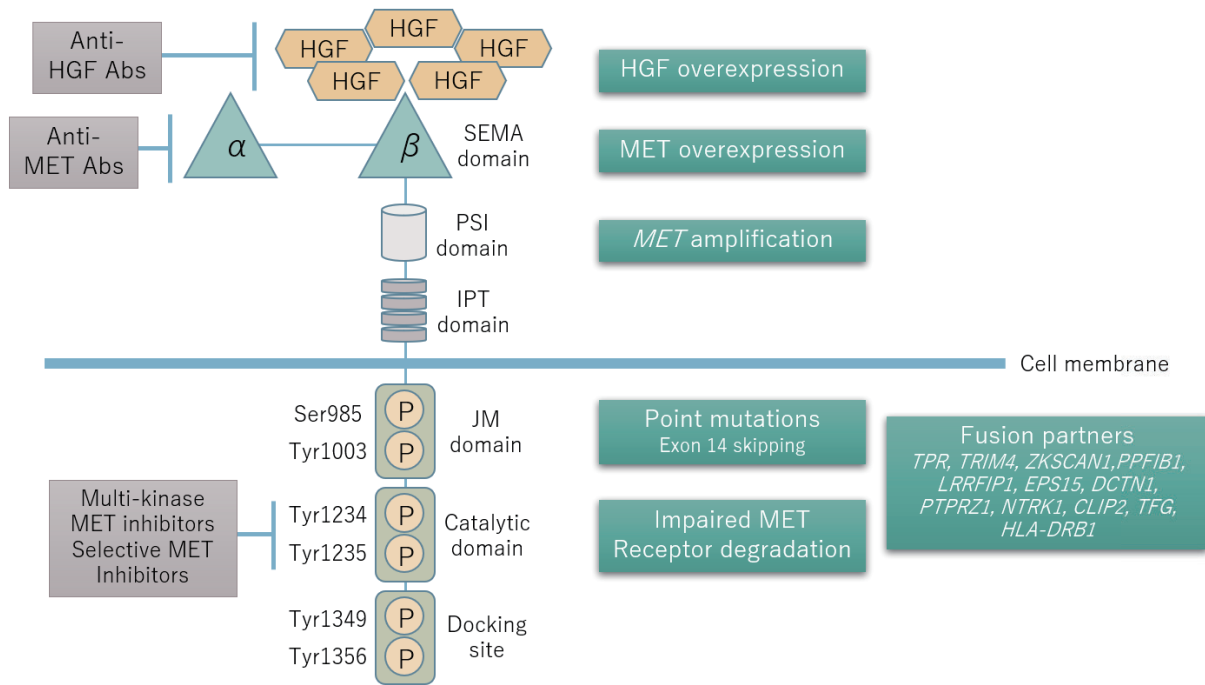 Anti-
HGF Abs
HGF
HGF
HGF
HGF
HGF
HGF overexpression
Anti-
MET Abs
α
β
SEMA
domain
MET overexpression
PSI
domain
MET amplification
IPT
domain
Cell membrane
Ser985
P
Tyr1003
P
JM
domain
Point mutations
Exon 14 skipping
Fusion partners
TPR, TRIM4, ZKSCAN1,PPFIB1,
LRRFIP1, EPS15, DCTN1,
PTPRZ1, NTRK1, CLIP2, TFG,
HLA-DRB1
Multi-kinase
MET inhibitors
Selective MET
Inhibitors
Tyr1234
P
Tyr1235
P
Catalytic
domain
Impaired MET
Receptor degradation
Tyr1349
P
Tyr1356
P
Docking
site